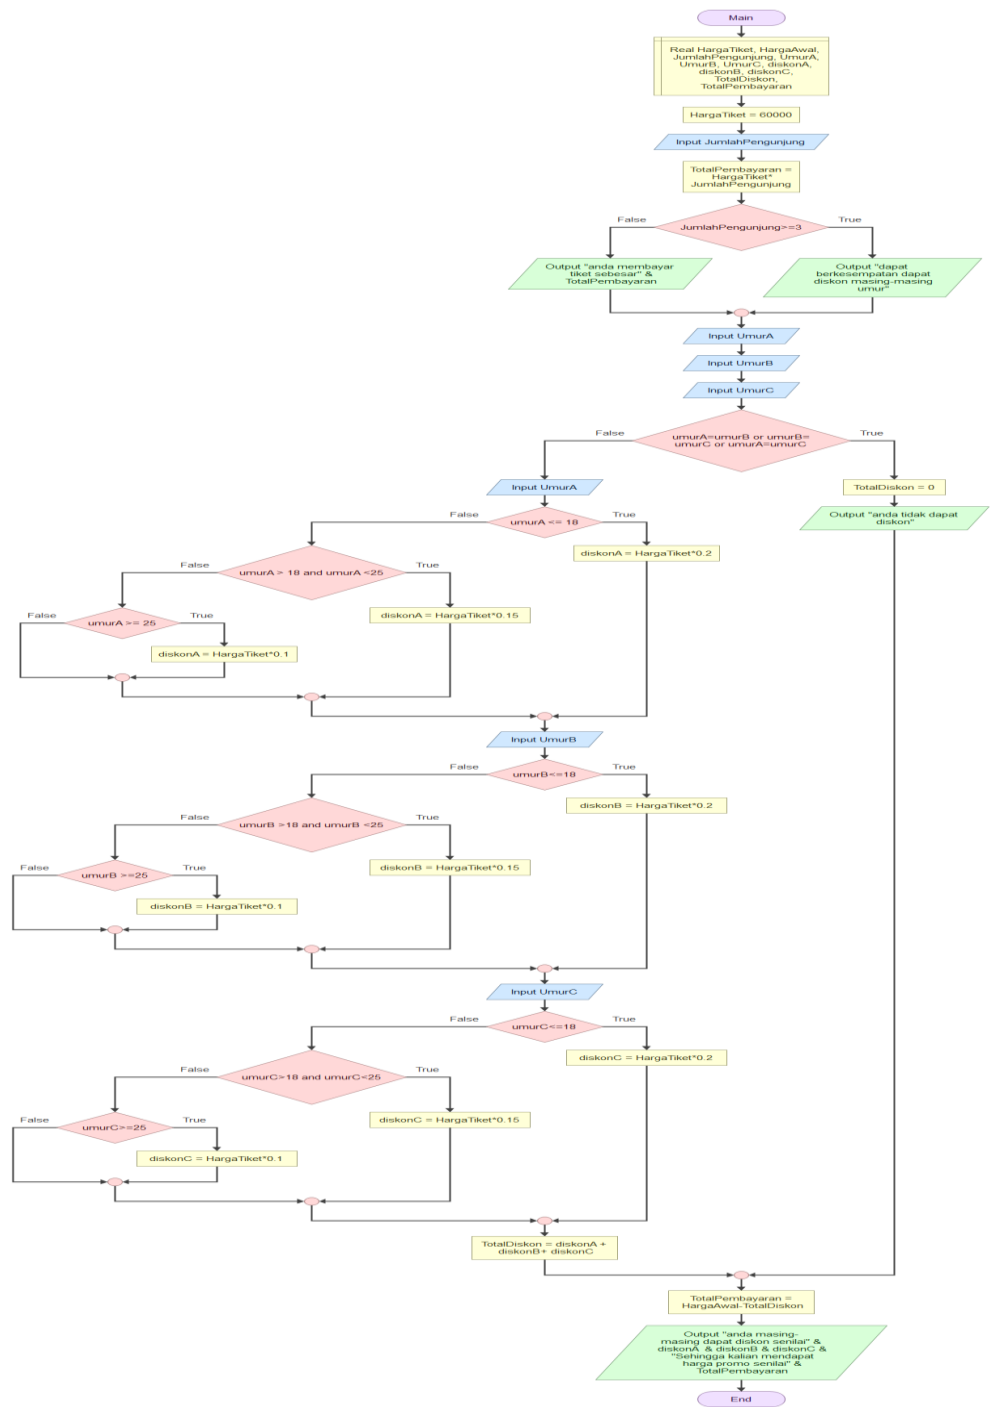 Main
Real HargaTiket, HargaAwal,
JumlahPengunjung, UmurA,
UmurB, UmurC, diskonA,
diskonB, diskonC,
TotalDiskon,
TotalPembayaran
HargaTiket = 60000
Input JumlahPengunjung
TotalPembayaran =
HargaTiket*
JumlahPengunjung
False
JumlahPengunjung>=3
True
Output "anda membayar
tiket sebesar" &
TotalPembayaran
Output "dapat
berkesempatan dapat
diskon masing-masing
umur"
Input UmurA
Input UmurB
Input UmurC
False
umurA=umurB or umurB=
umurC or umurA=umurC
True
Input UmurA
TotalDiskon = 0
Output "anda tidak dapat
diskon"
False
umurA <= 18
True
diskonA = HargaTiket*0.2
False
umurA > 18 and umurA <25
True
diskonA = HargaTiket*0.15
False
umurA >= 25
True
diskonA = HargaTiket*0.1
Input UmurB
False
umurB<=18
True
diskonB = HargaTiket*0.2
False
umurB >18 and umurB <25
True
diskonB = HargaTiket*0.15
False
umurB >=25
True
diskonB = HargaTiket*0.1
Input UmurC
False
umurC<=18
True
diskonC = HargaTiket*0.2
False
umurC>18 and umurC<25
True
diskonC = HargaTiket*0.15
False
umurC>=25
True
diskonC = HargaTiket*0.1
TotalDiskon = diskonA +
diskonB+ diskonC
TotalPembayaran =
HargaAwal-TotalDiskon
Output "anda masing-
masing dapat diskon senilai" &
diskonA  & diskonB & diskonC &
"Sehingga kalian mendapat
harga promo senilai" &
TotalPembayaran
End